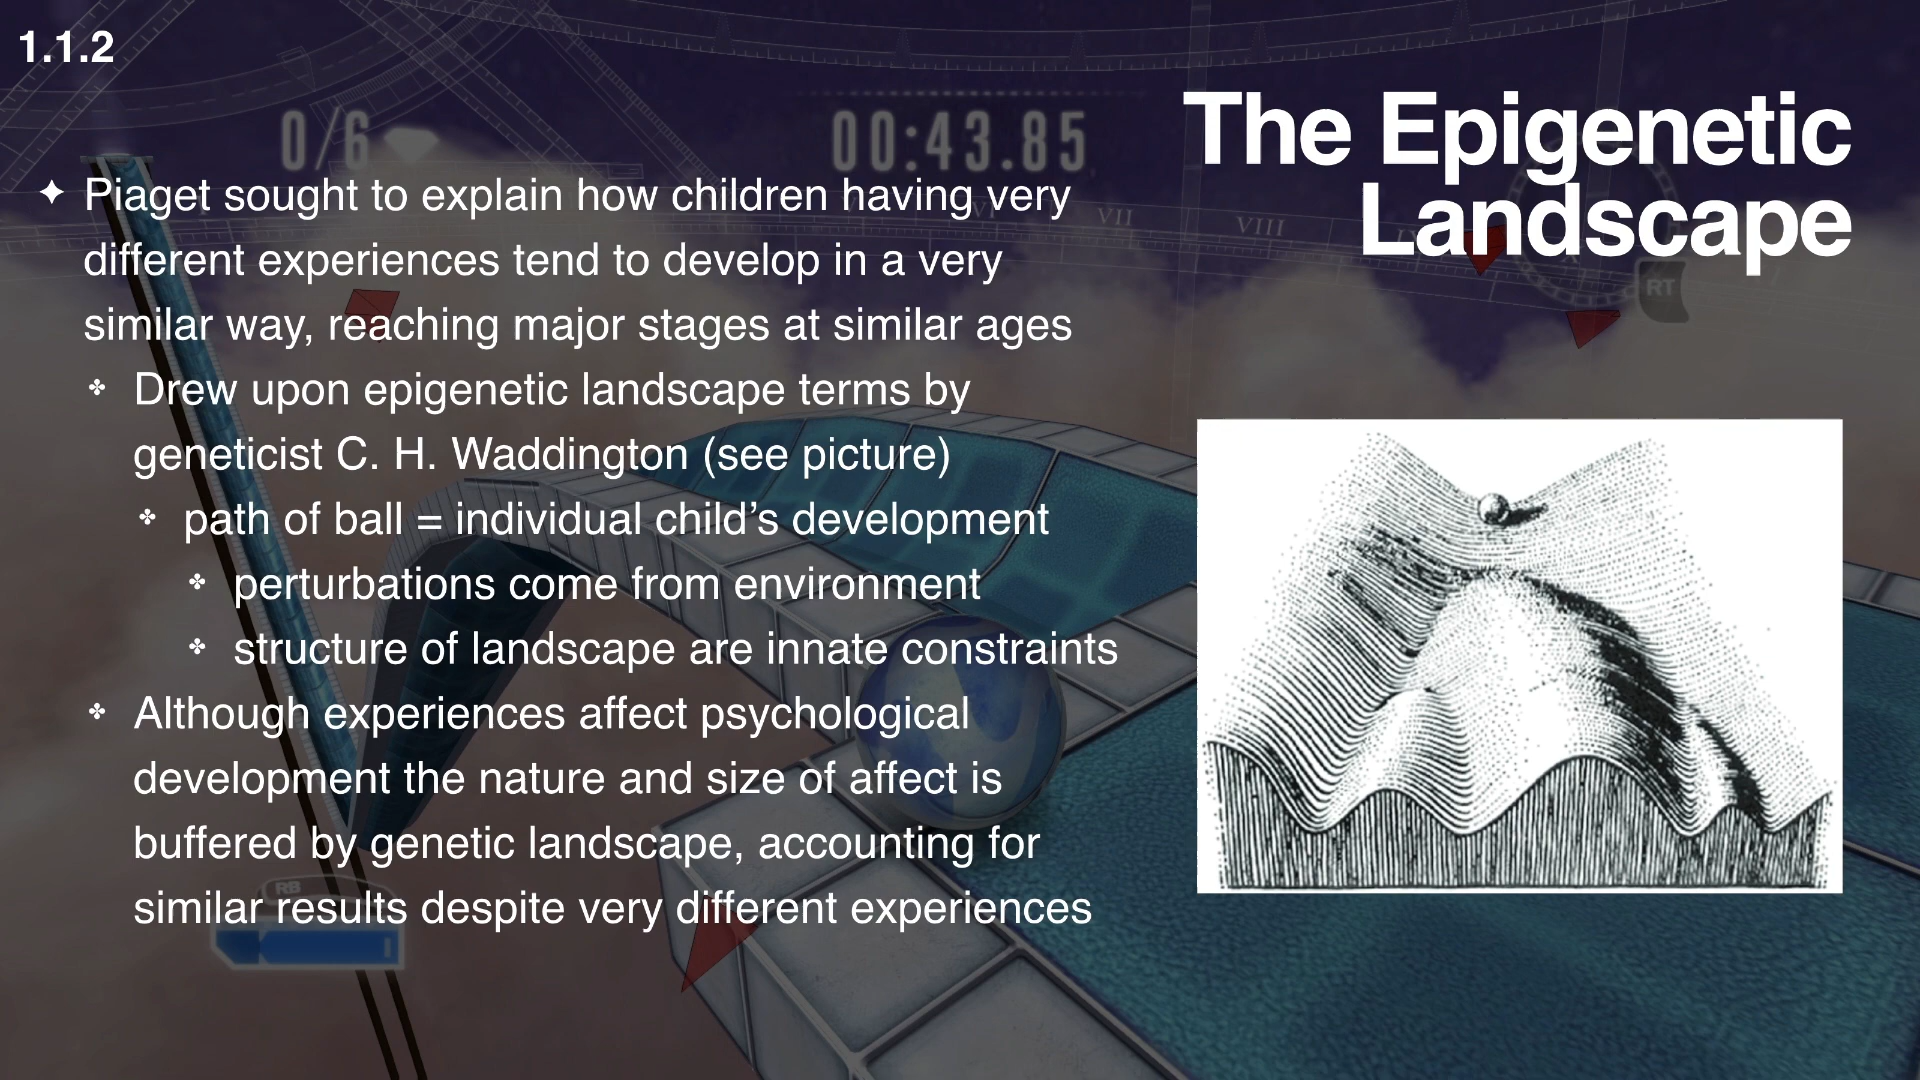 1.1.2
The Epigenetic
Landscape
0/6
00:43.85
✦ Piaget sought to explain how children having very
different experiences tend to develop in a very
similar way, reaching major stages at similar ages
✤ Drew upon epigenetic landscape terms by
geneticist C. H. Waddington (see picture)
✤ path of ball = individual child’s development
✤ perturbations come from environment
✤ structure of landscape are innate constraints
✤ Although experiences affect psychological
development the nature and size of affect is
buffered by genetic landscape, accounting for
similar results despite very different experiences
VII
VIII
RT
RB